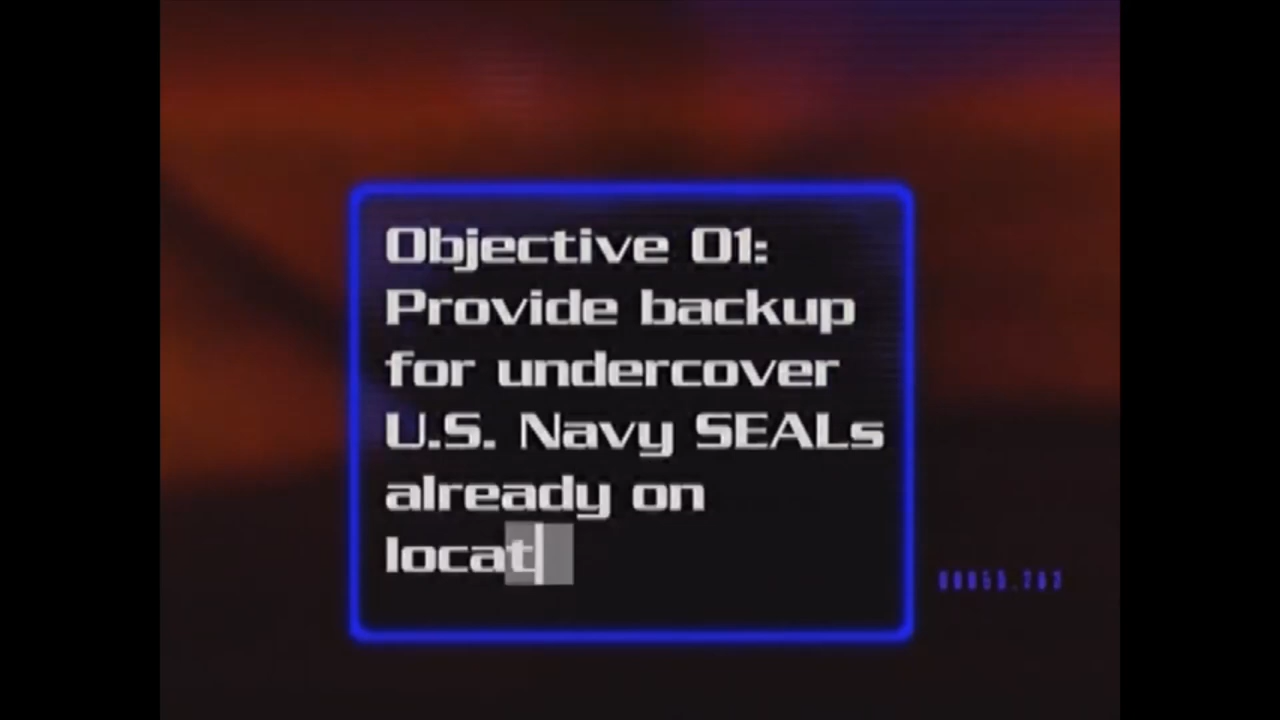 Objective 01:
Provide backup
for undercover
U.S. Navy SEALs
already on
locat